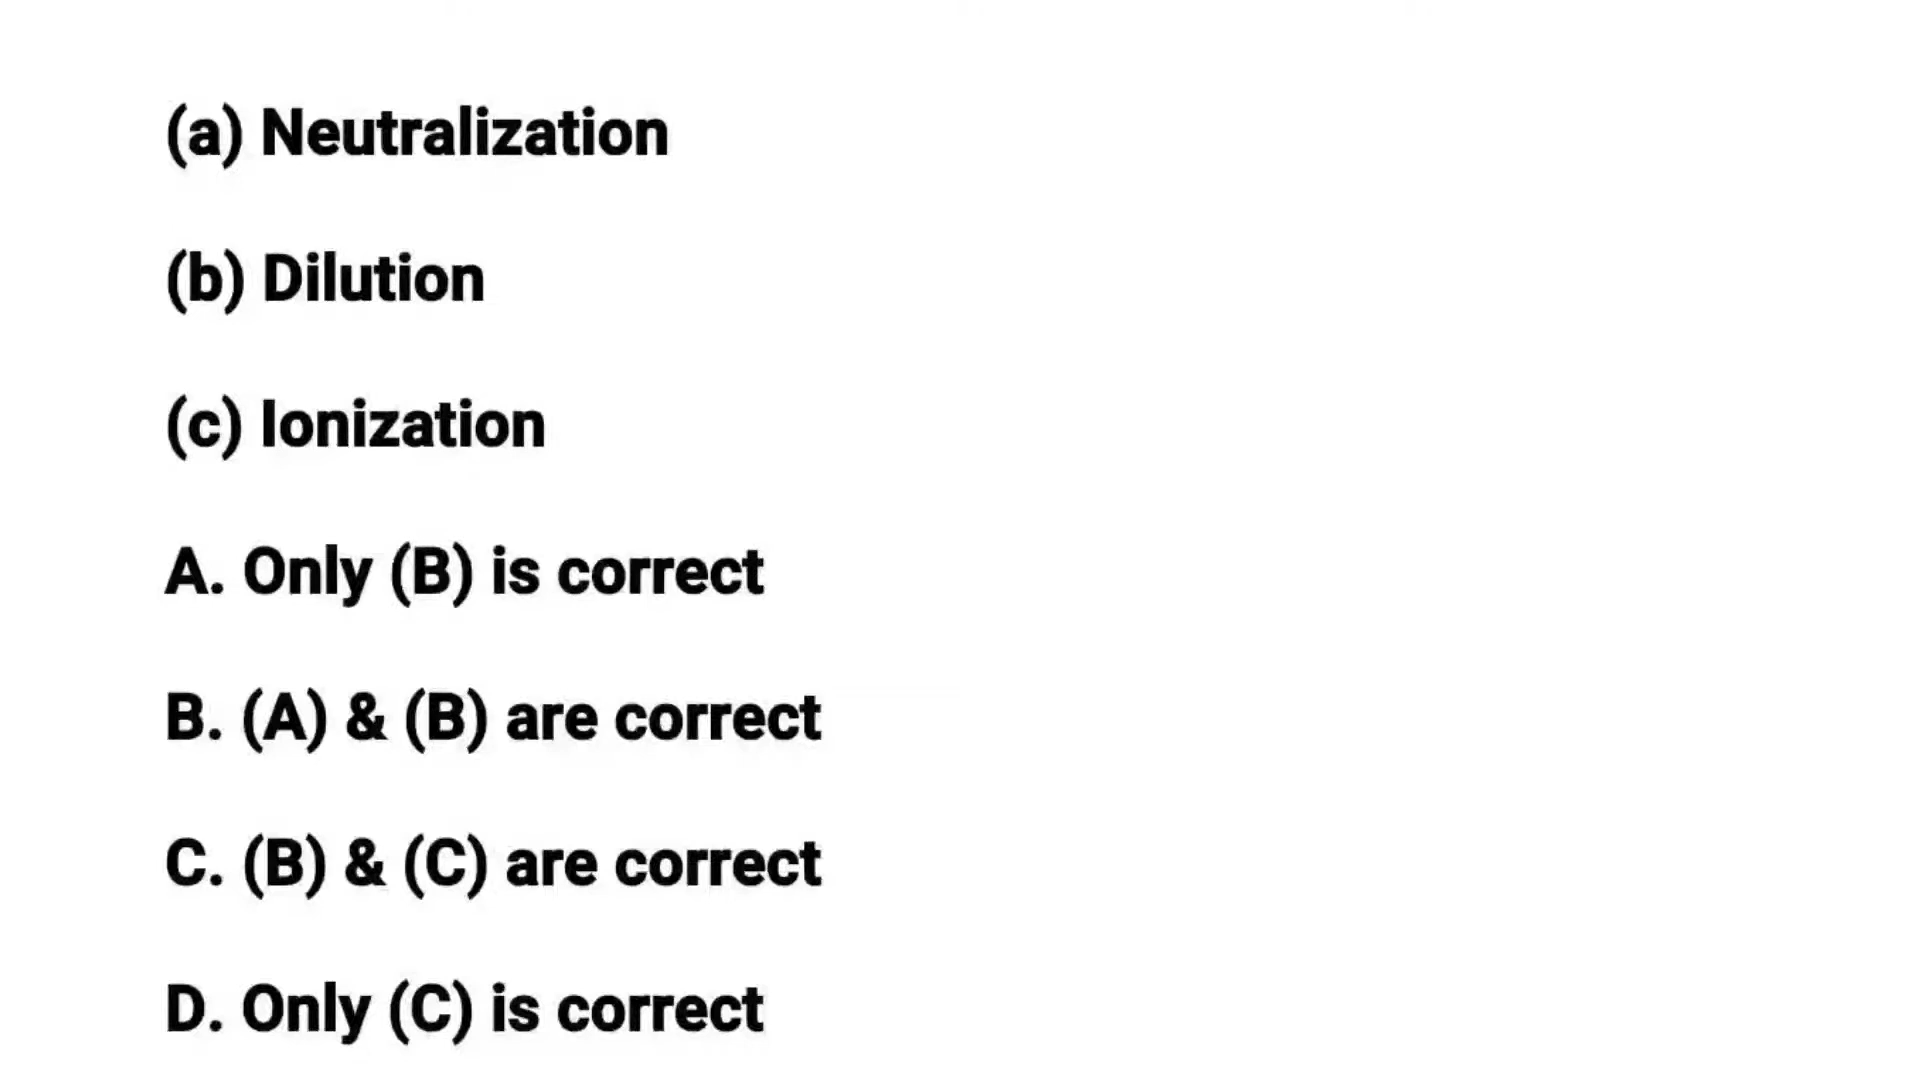 (a) Neutralization
(b) Dilution
(c) Ionization
A. Only (B) is correct
B. (A) & (B) are correct
C. (B) & (C) are correct
D. Only (C) is correct